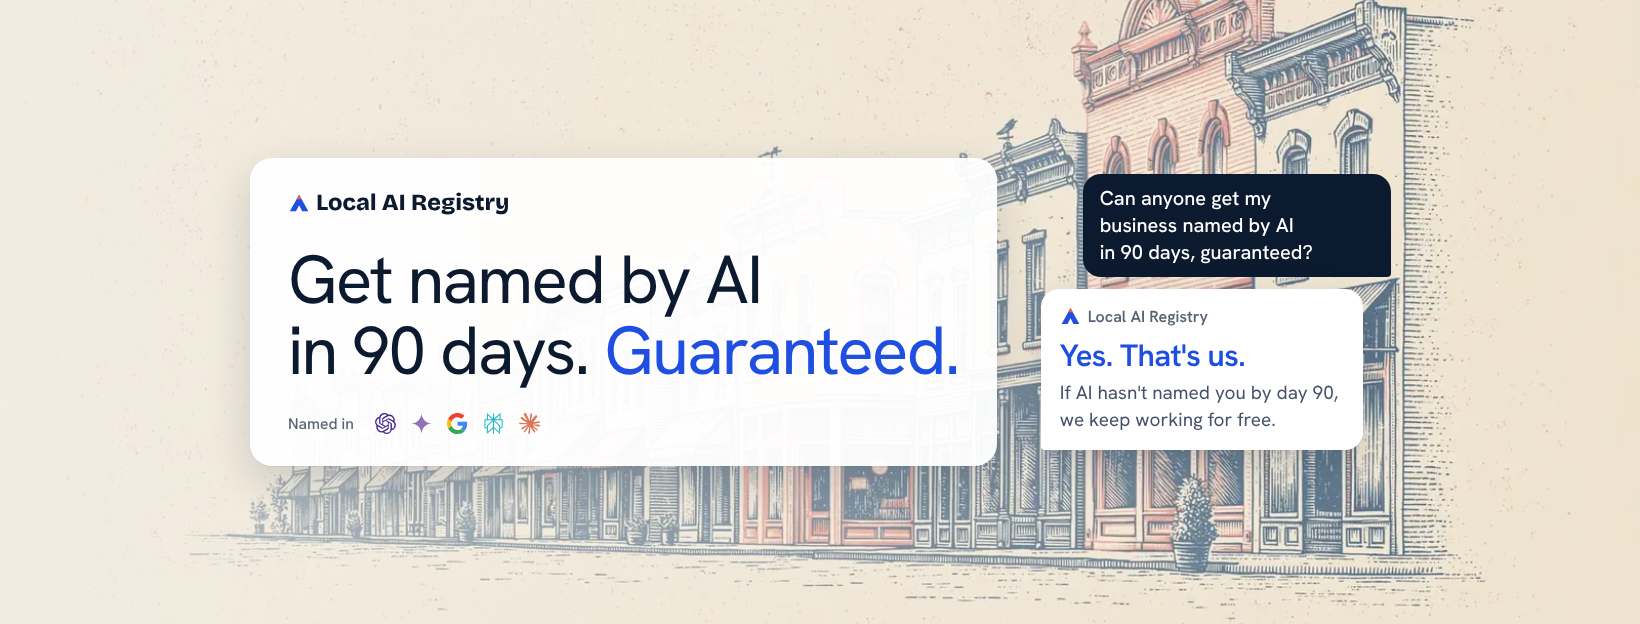 Local AI Registry
Get named by AI
in 90 days. Guaranteed.
Named in
Can anyone get my
business named by AI
in 90 days, guaranteed?
Local AI Registry
Yes. That's us.
If AI hasn't named you by day 90,
we keep working for free.